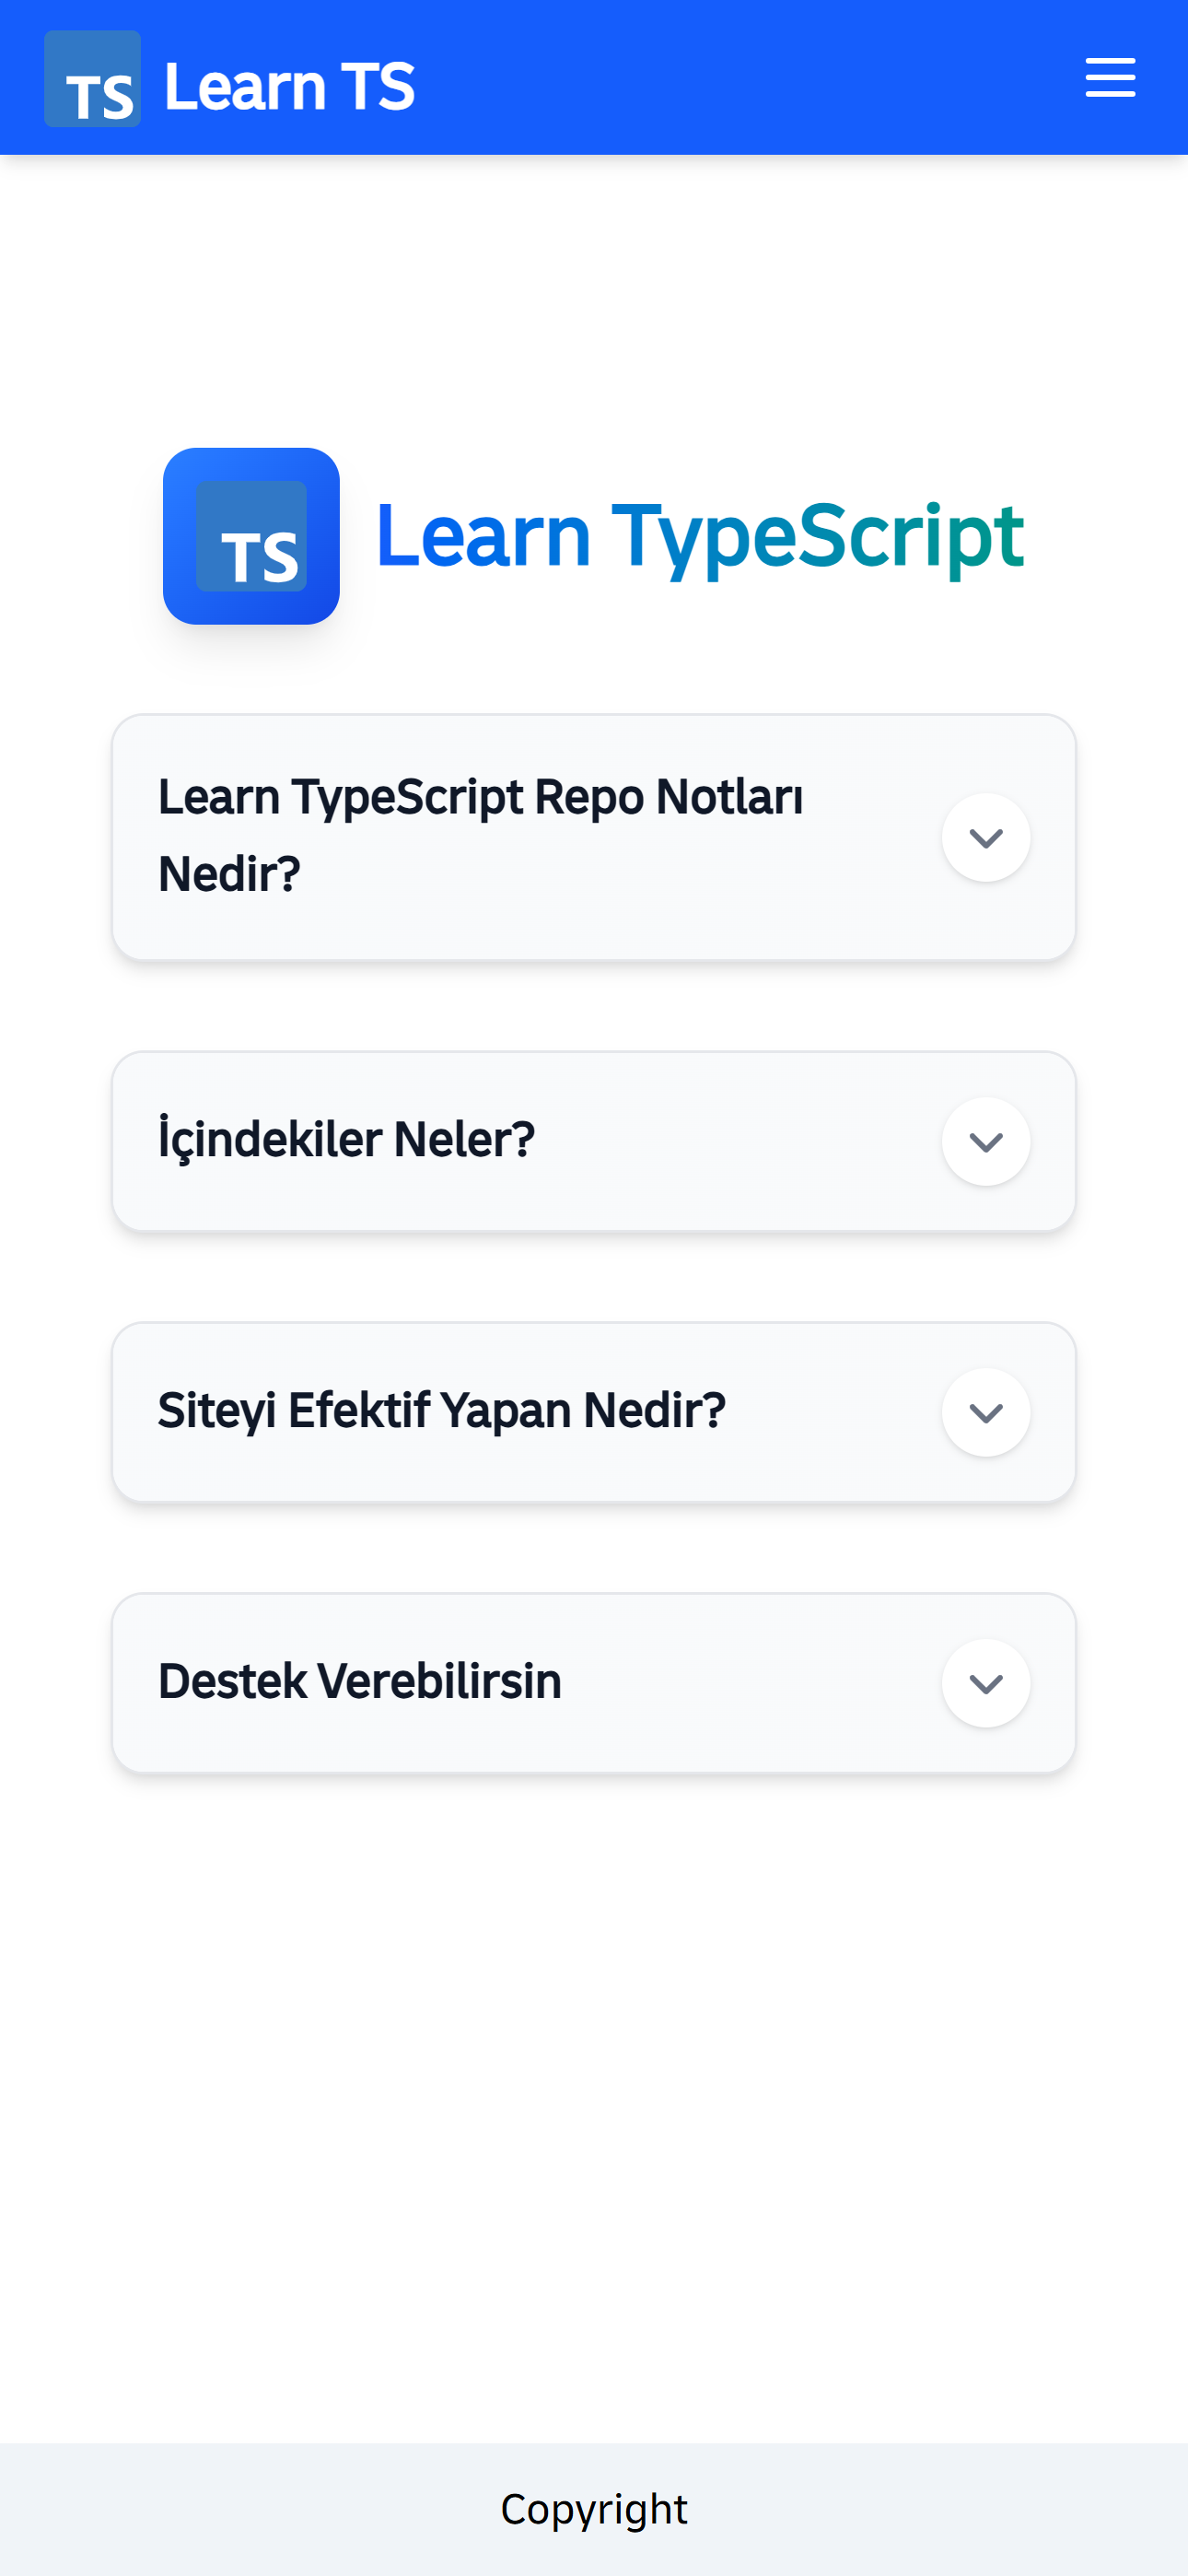 TS Learn TS
TS Learn TypeScript
Learn TypeScript Repo Notları
Nedir?
İçindekiler Neler?
Siteyi Efektif Yapan Nedir?
Destek Verebilirsin
Copyright